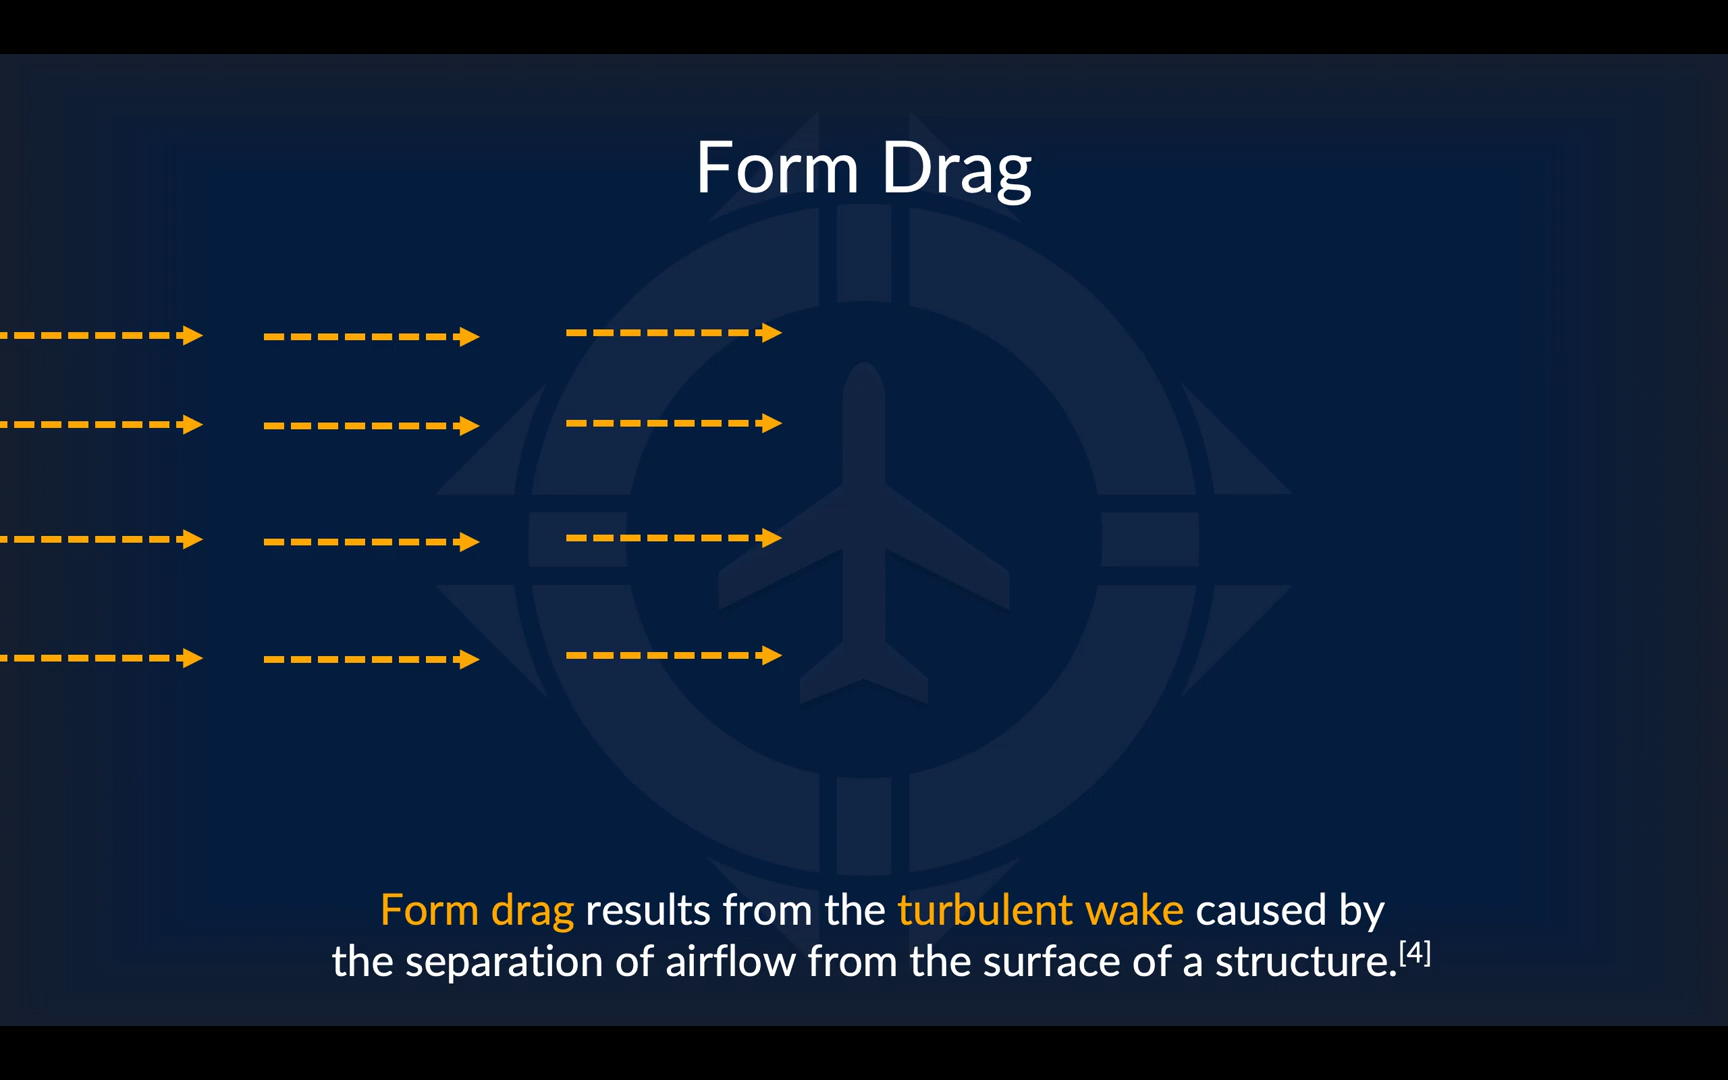 Form Drag
Form drag results from the turbulent wake caused by
the separation of airflow from the surface of a structure.[4]